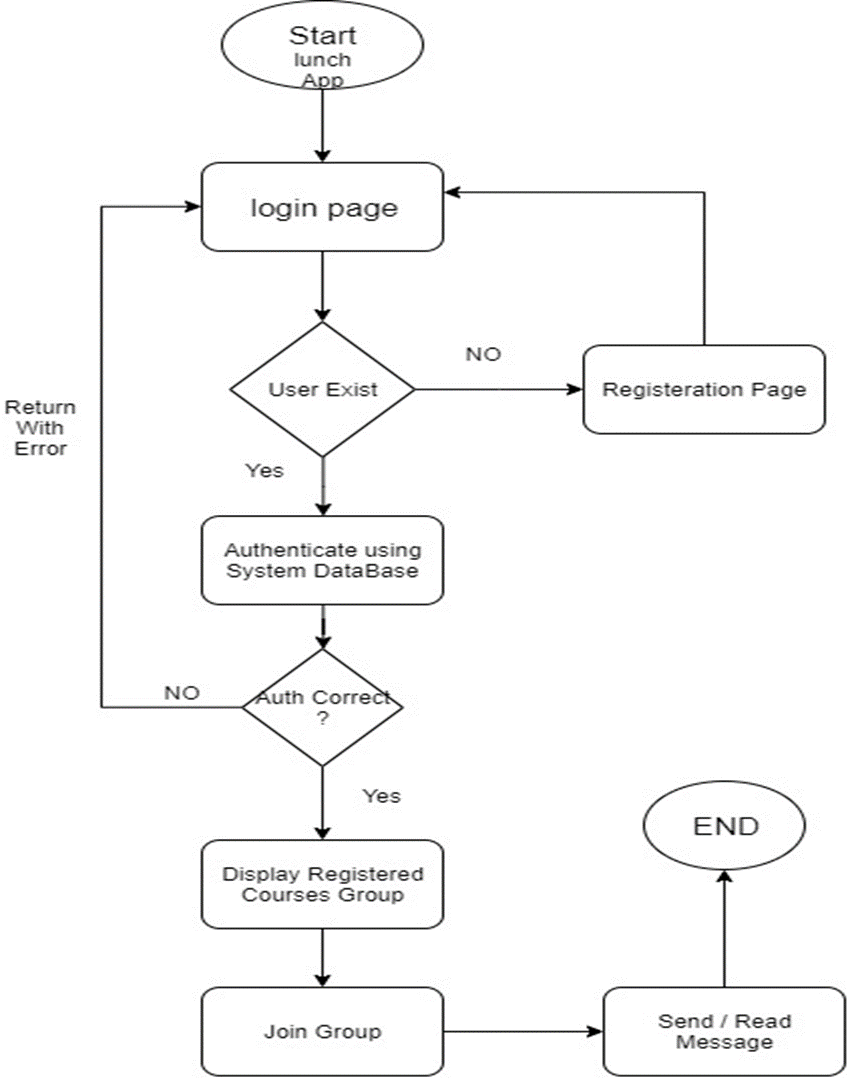 Start
lunch
App
login page
User Exist
NO
Registeration Page
Return
With
Error
Yes
Authenticate using
System DataBase
NO
Auth Correct
?
Yes
Display Registered
Courses Group
END
Join Group
Send / Read
Message